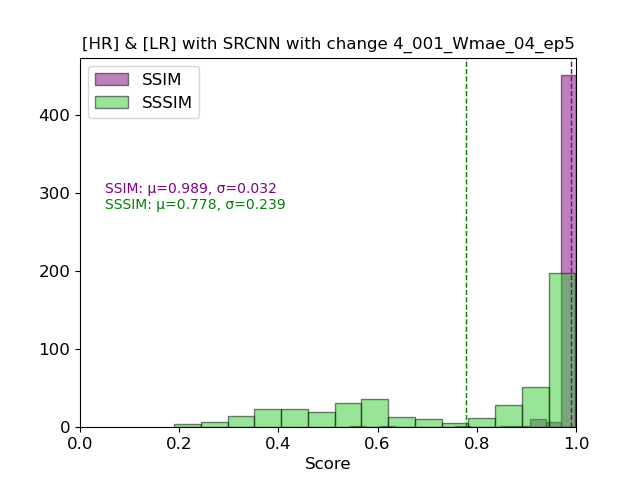 [HR] & [LR] with SRCNN with change 4_001_Wmae_04_ep5
SSIM
SSSIM
SSIM: μ=0.989, σ=0.032
SSSIM: μ=0.778, σ=0.239
400
300
200
100
0
0.0 0.2 0.4 0.6 0.8 1.0
Score